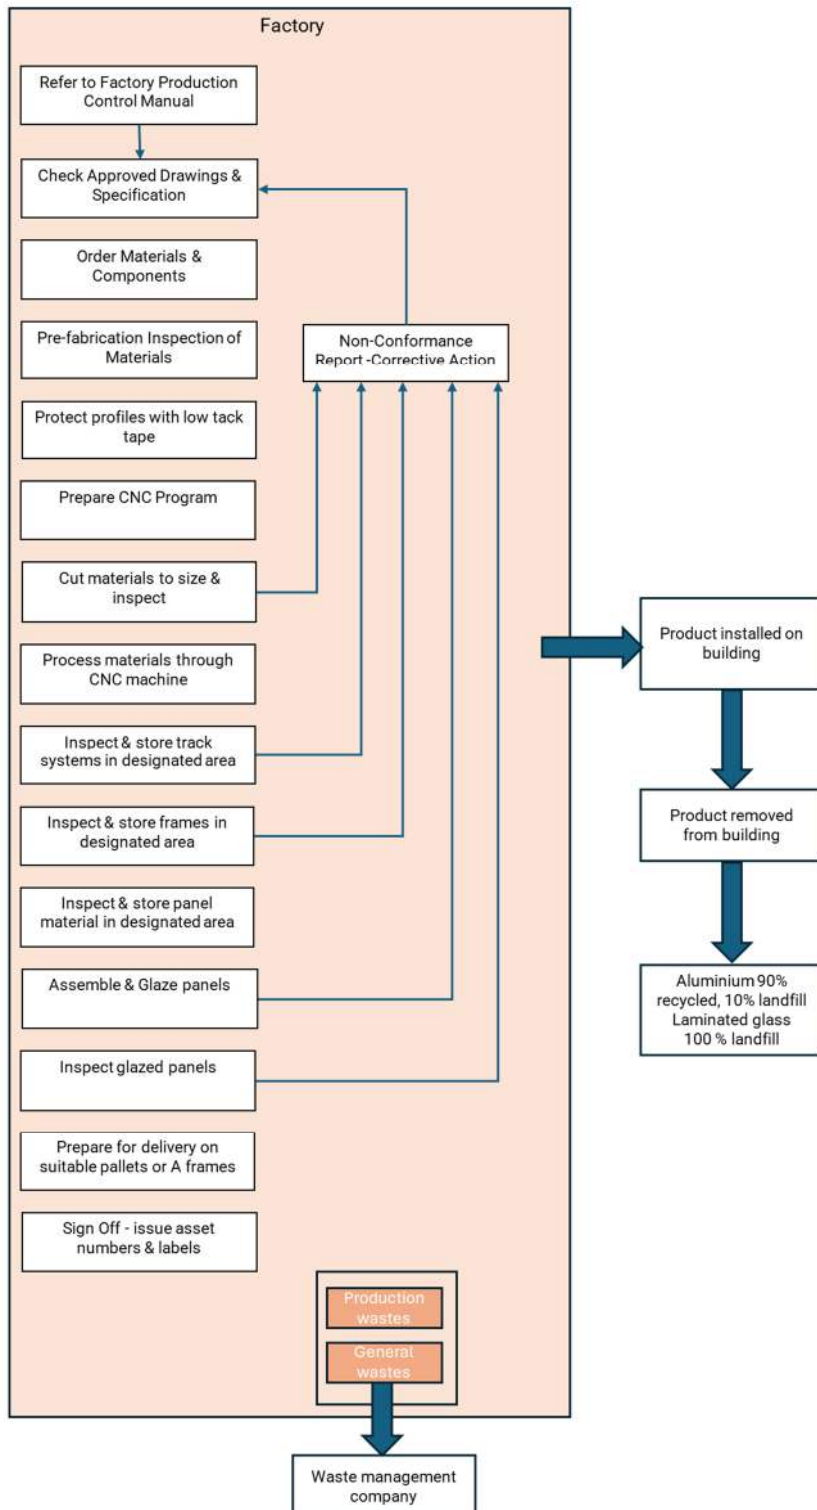 Factory
Refer to Factory Production
Control Manual
Check Approved Drawings &
Specification
Order Materials &
Components
Pre-fabrication Inspection of
Materials
Non-Conformance
Report -Corrective Action
Protect profiles with low tack
tape
Prepare CNC Program
Cut materials to size &
inspect
Process materials through
CNC machine
Inspect & store track
systems in designated area
Inspect & store frames in
designated area
Inspect & store panel
material in designated area
Assemble & Glaze panels
Inspect glazed panels
Prepare for delivery on
suitable pallets or A frames
Sign Off - issue asset
numbers & labels
Production
wastes
General
wastes
Waste management
company
Product installed on
building
Product removed
from building
Aluminium 90%
recycled, 10% landfill
Laminated glass
100 % landfill